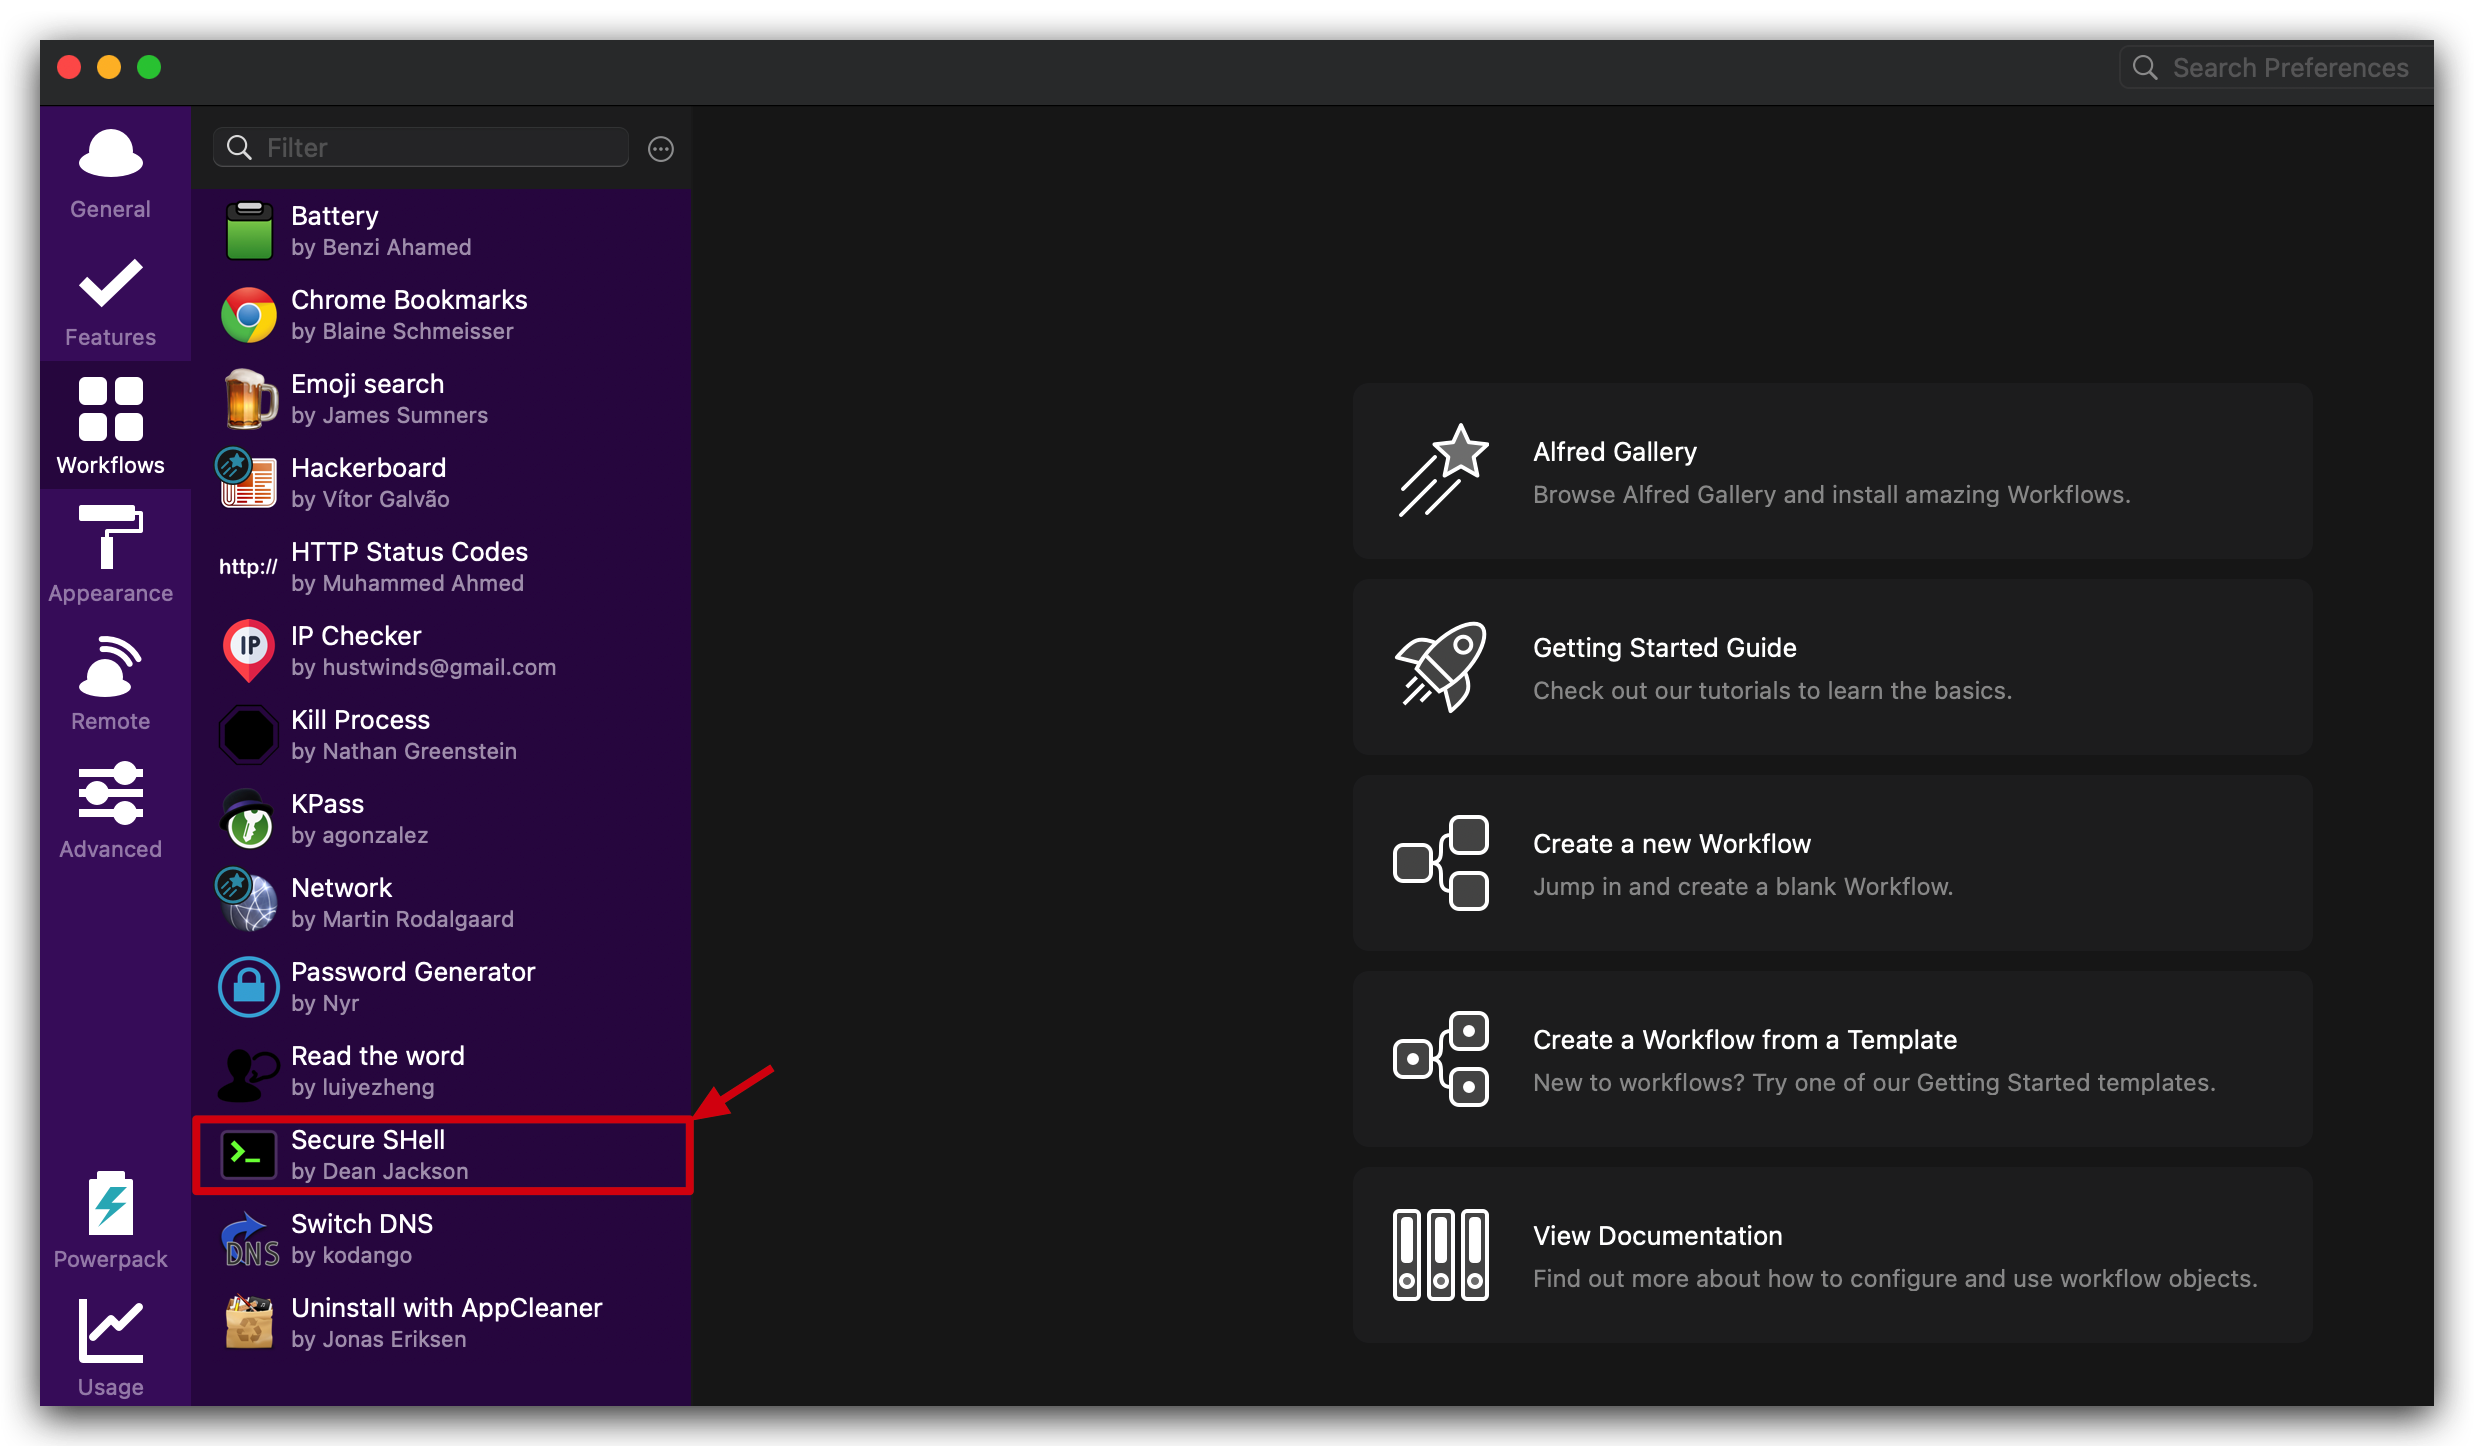 Search Preferences
General
Features
Workflows
Appearance
Remote
Advanced
Powerpack
Usage
Filter
Battery
by Benzi Ahamed
Chrome Bookmarks
by Blaine Schmeisser
Emoji search
by James Sumners
Hackerboard
by Vítor Galvão
http://
HTTP Status Codes
by Muhammed Ahmed
IP
IP Checker
by hustwinds@gmail.com
Kill Process
by Nathan Greenstein
KPass
by agonzalez
Network
by Martin Rodalgaard
Password Generator
by Nyr
Read the word
by luiyezheng
>_
Secure SHell
by Dean Jackson
DNS
Switch DNS
by kodango
Uninstall with AppCleaner
by Jonas Eriksen
Alfred Gallery
Browse Alfred Gallery and install amazing Workflows.
Getting Started Guide
Check out our tutorials to learn the basics.
Create a new Workflow
Jump in and create a blank Workflow.
Create a Workflow from a Template
New to workflows? Try one of our Getting Started templates.
View Documentation
Find out more about how to configure and use workflow objects.